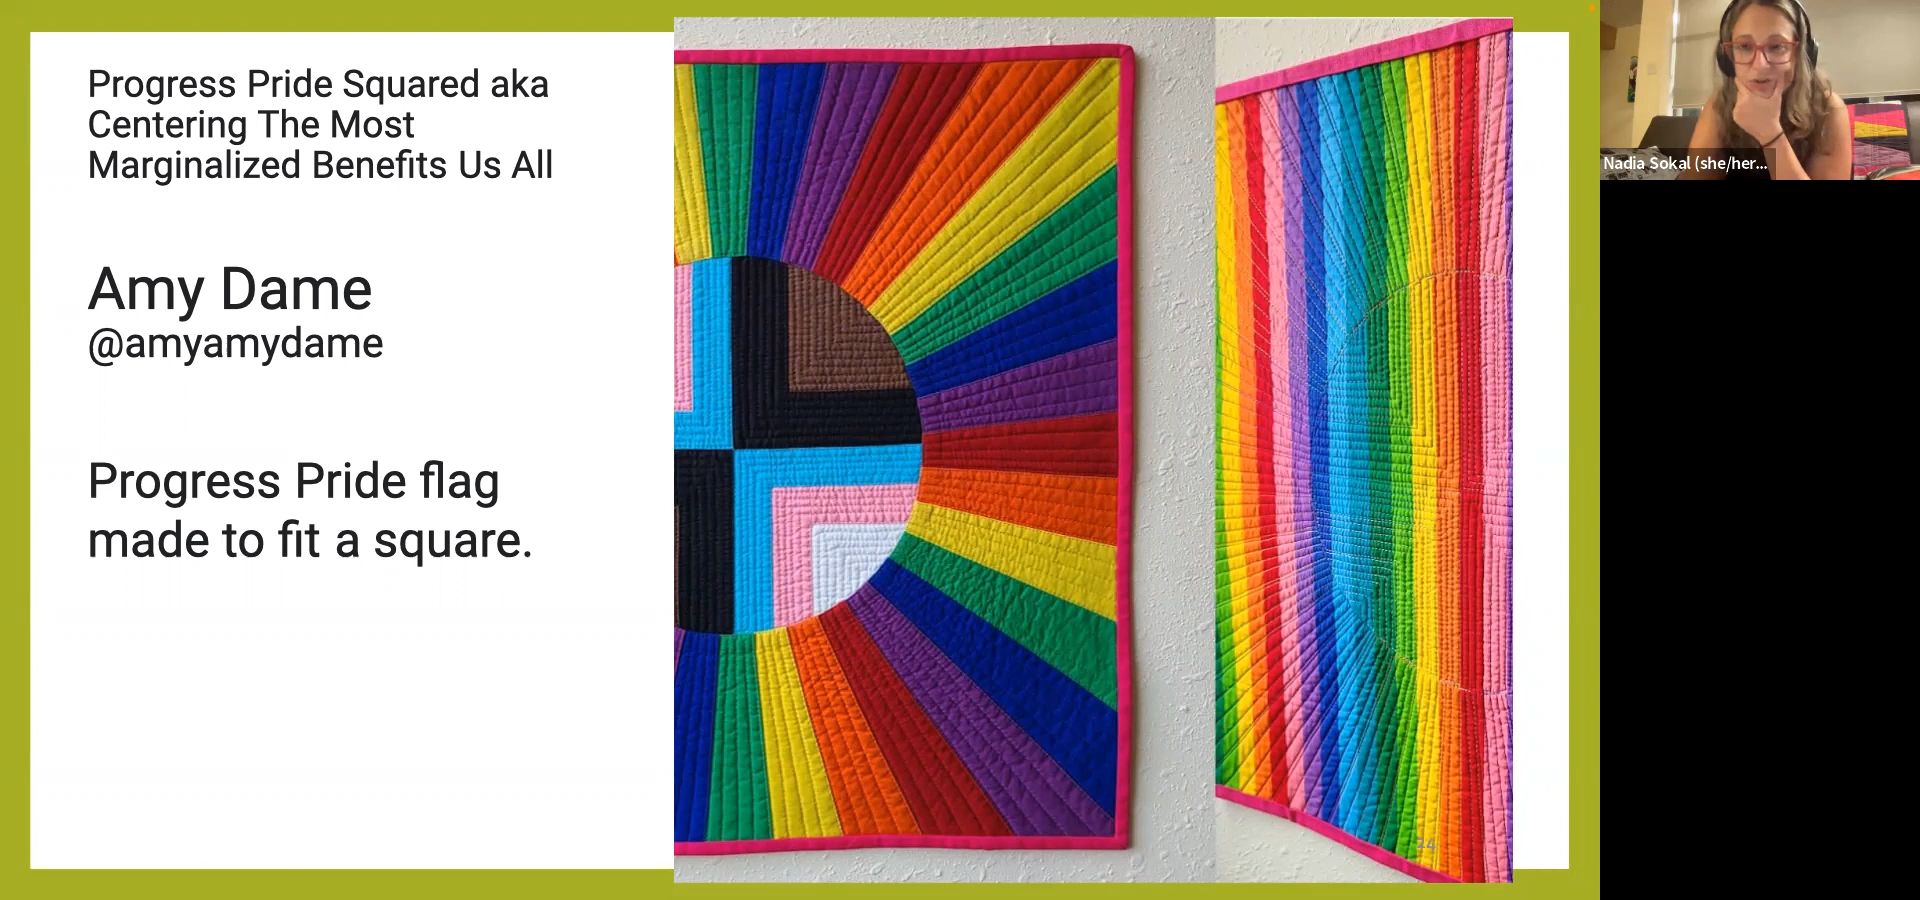 Progress Pride Squared aka
Centering The Most
Marginalized Benefits Us All
Amy Dame
@amyamydame
Progress Pride flag
made to fit a square.
24
Nadia Sokal (she/her...